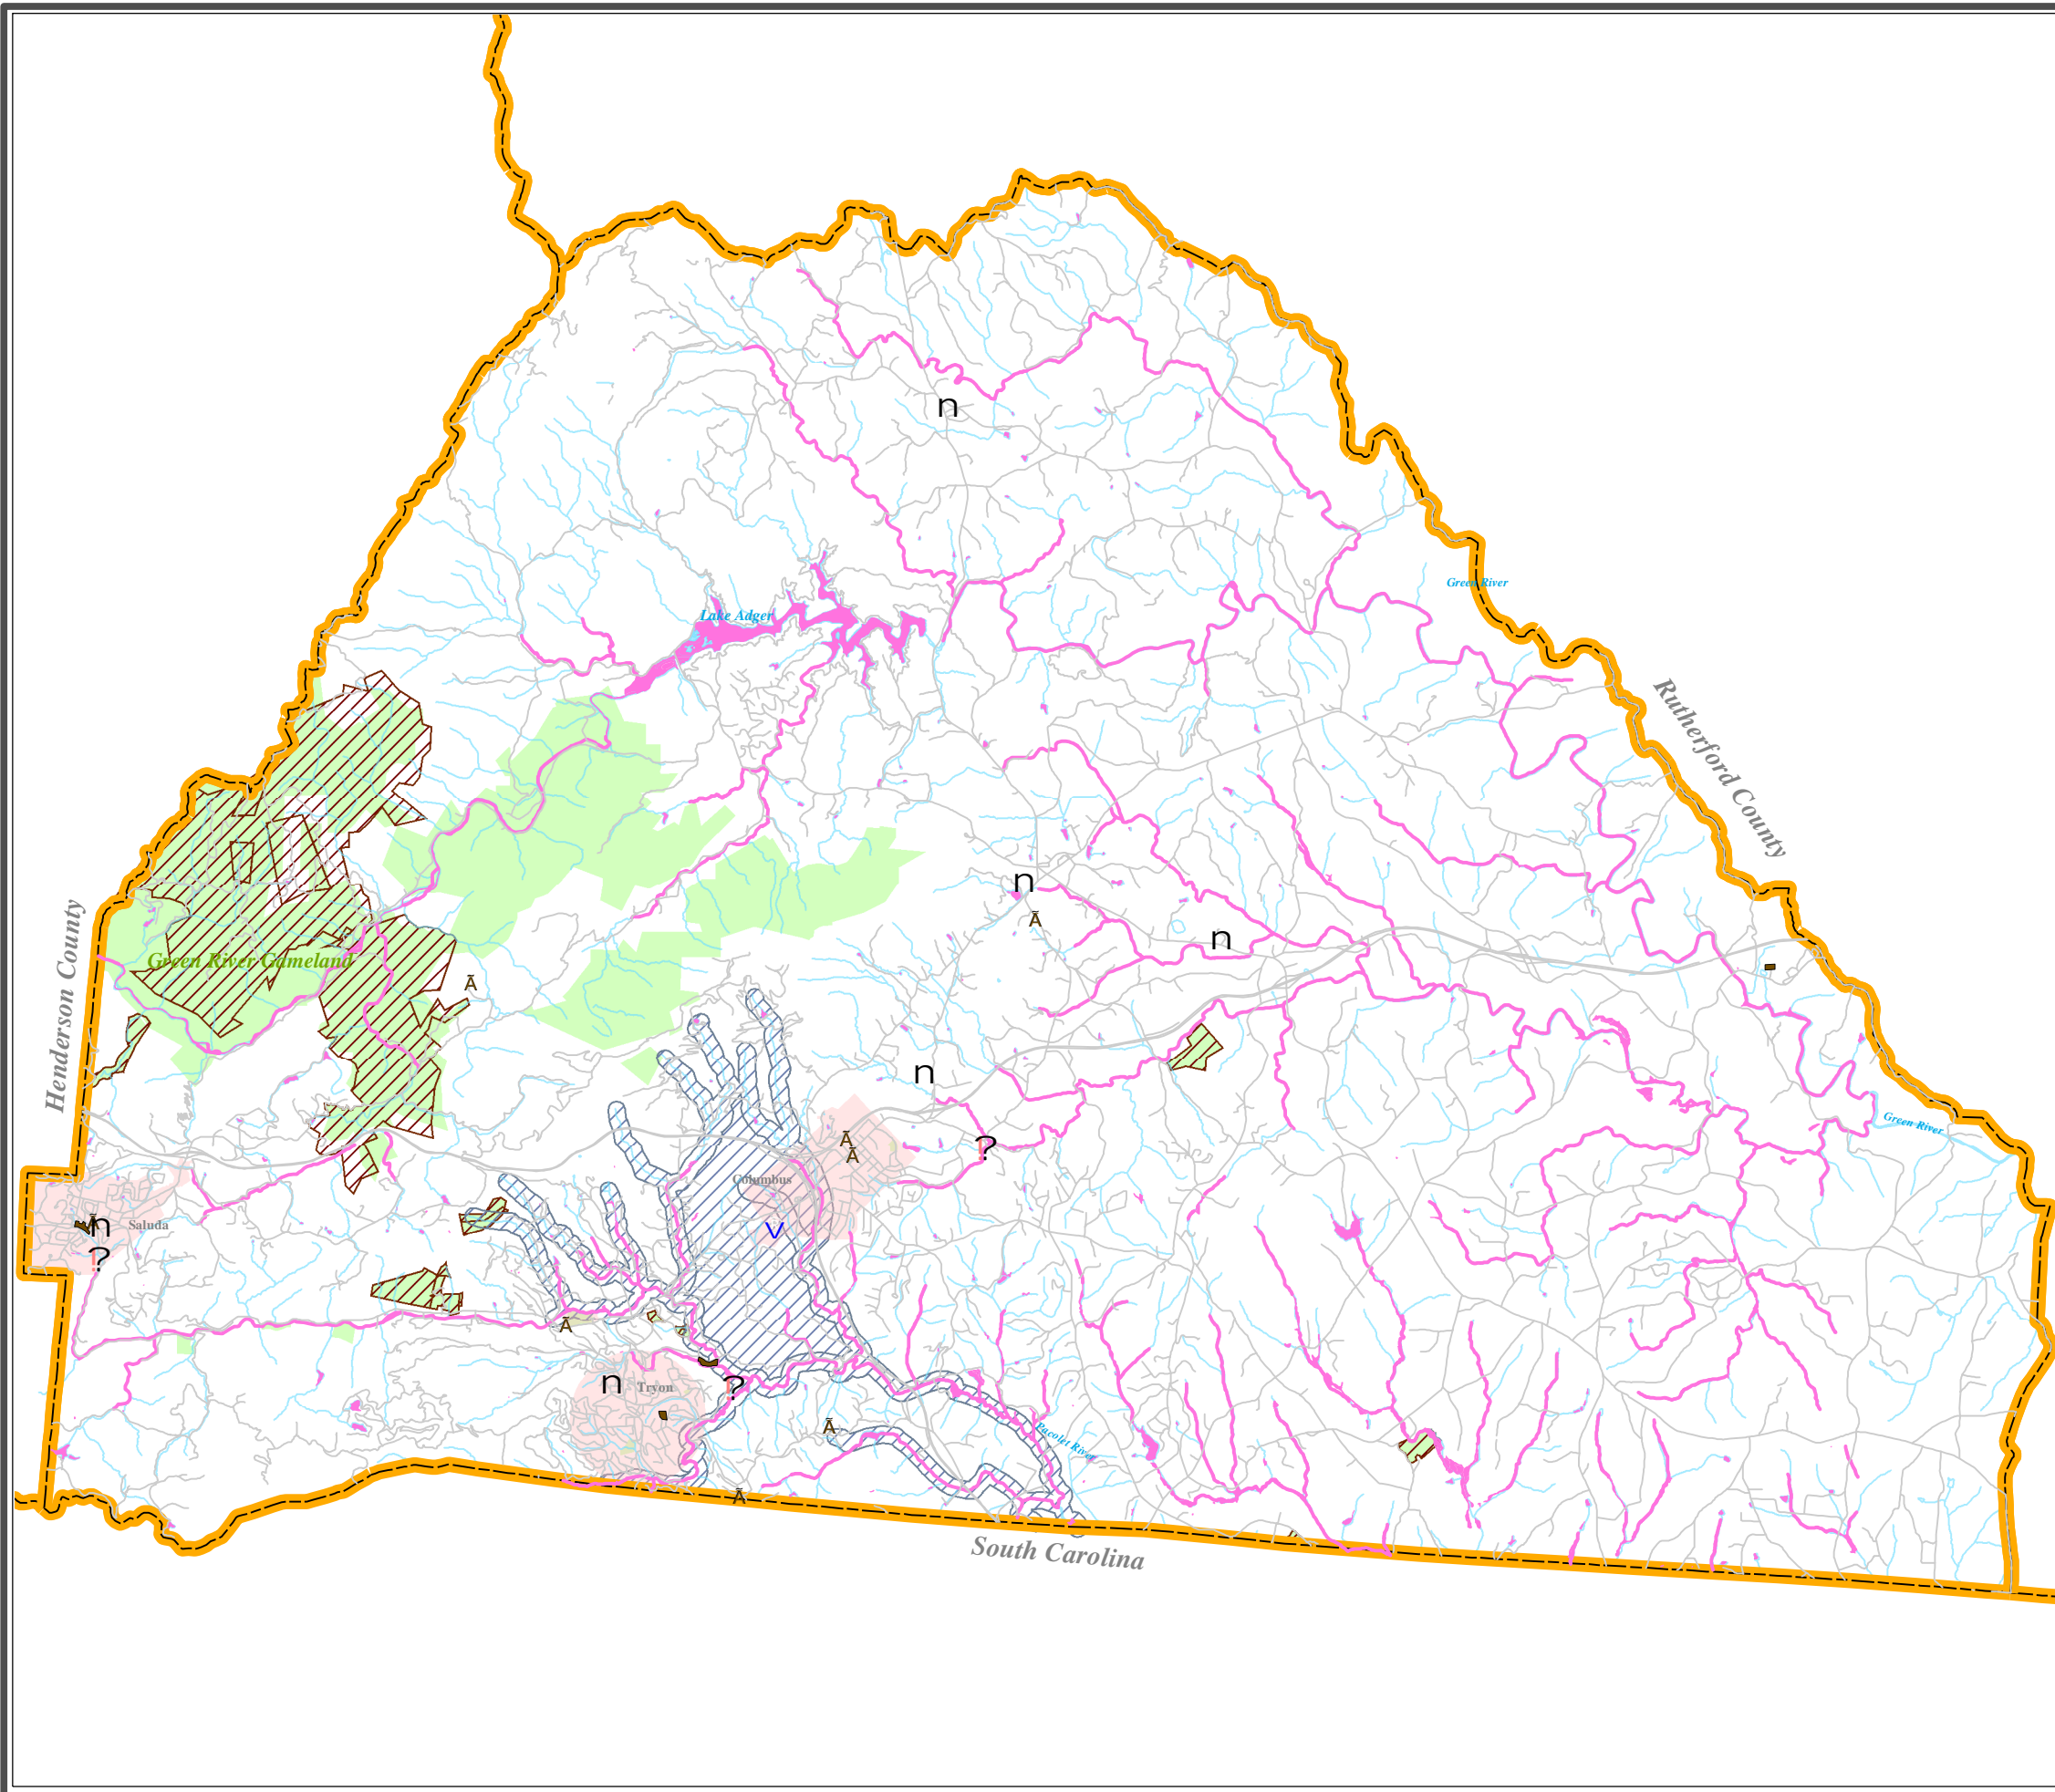 n
Lake Adger
Green River
Rutherford County
n
Ã
n
Henderson County
Green River Gameland
Ã
n
Green River
Ã
Ã
?
Columbus
Saluda
Ã
n
v
?
Ã
n
Tryon
?
Ã
Pacolet River
Ã
South Carolina